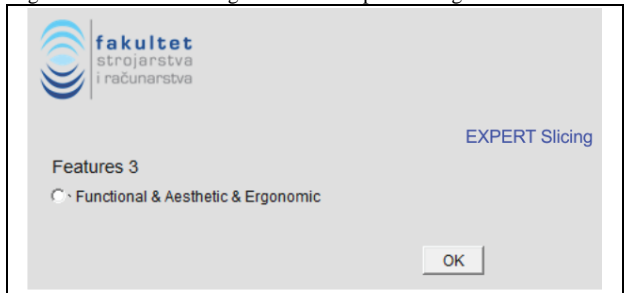 fakultet
strojarstva
i računarstva
EXPERT Slicing
Features 3
Functional & Aesthetic & Ergonomic
OK